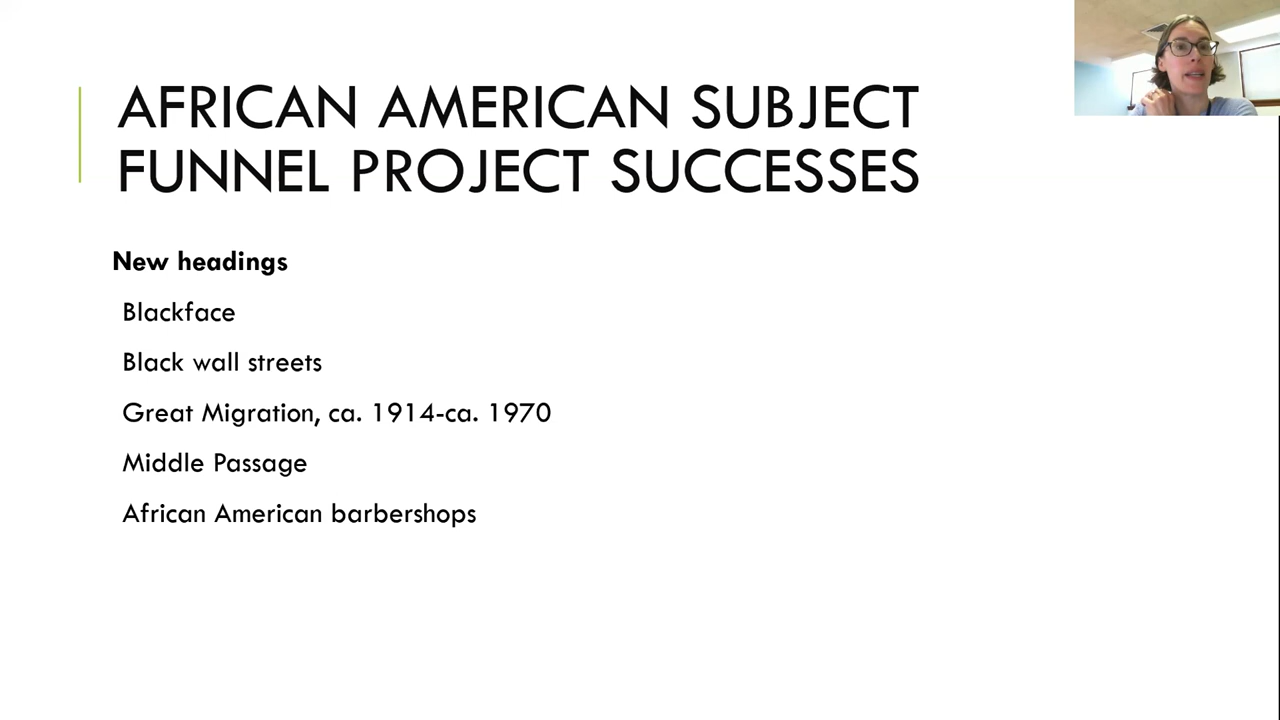 AFRICAN AMERICAN SUBJECT
FUNNEL PROJECT SUCCESSES
New headings
Blackface
Black wall streets
Great Migration, ca. 1914-ca. 1970
Middle Passage
African American barbershops